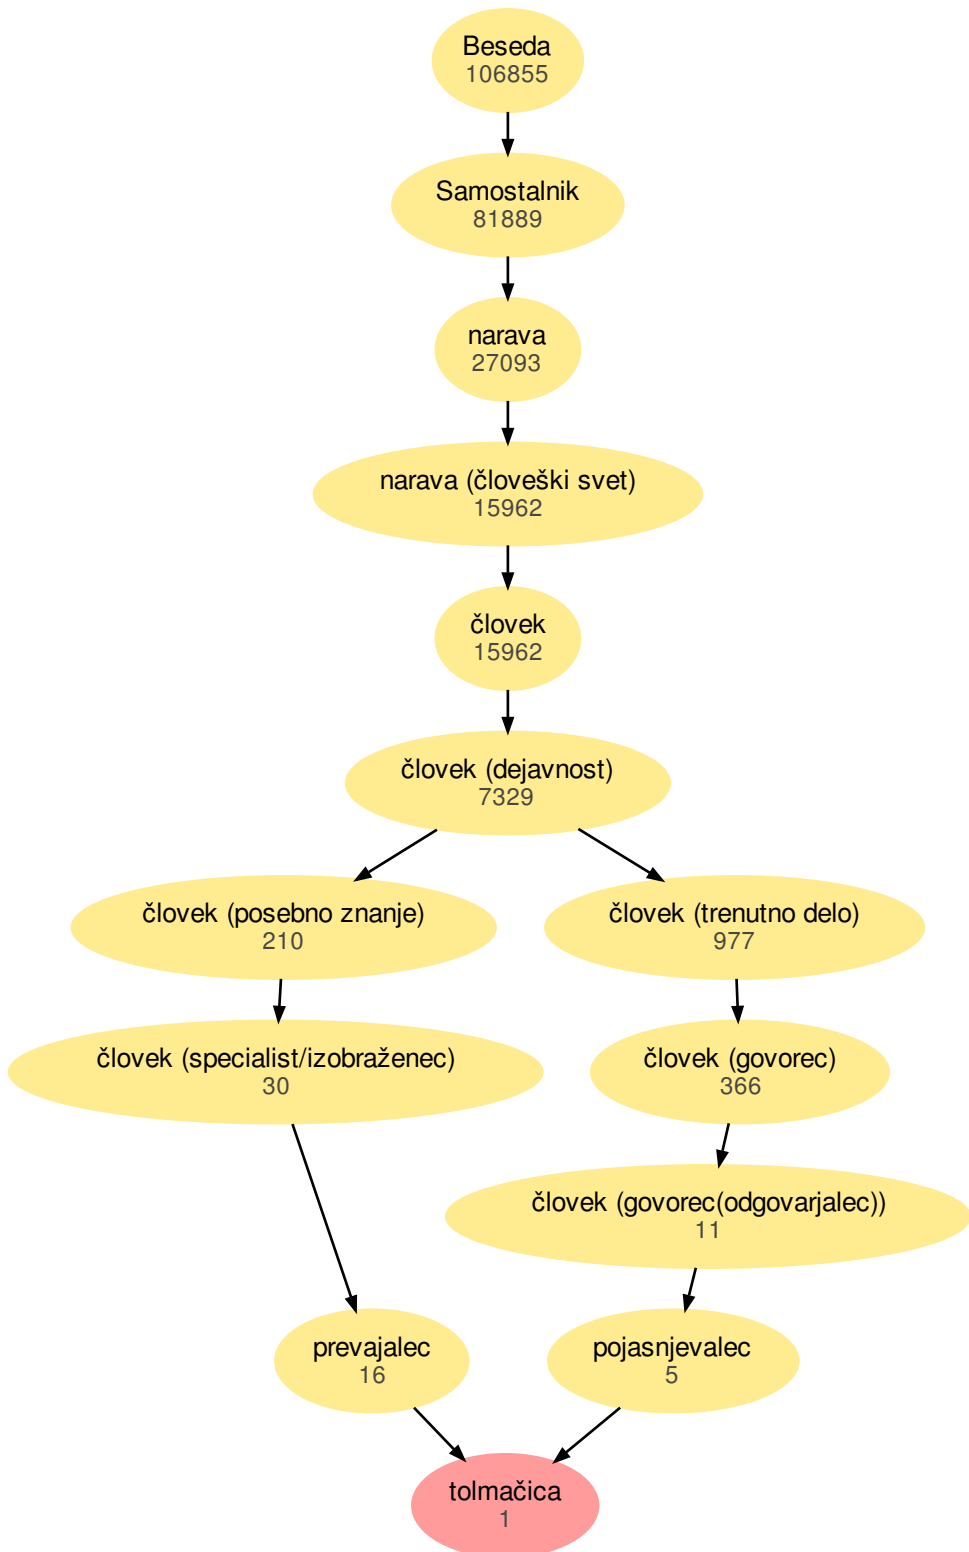 Beseda
106855
Samostalnik
81889
narava
27093
narava (človeški svet)
15962
človek
15962
človek (dejavnost)
7329
človek (posebno znanje)
210
človek (trenutno delo)
977
človek (specialist/izobraženec)
30
človek (govorec)
366
človek (govorec(odgovarjalec))
11
prevajalec
16
pojasnjevalec
5
tolmačica
1